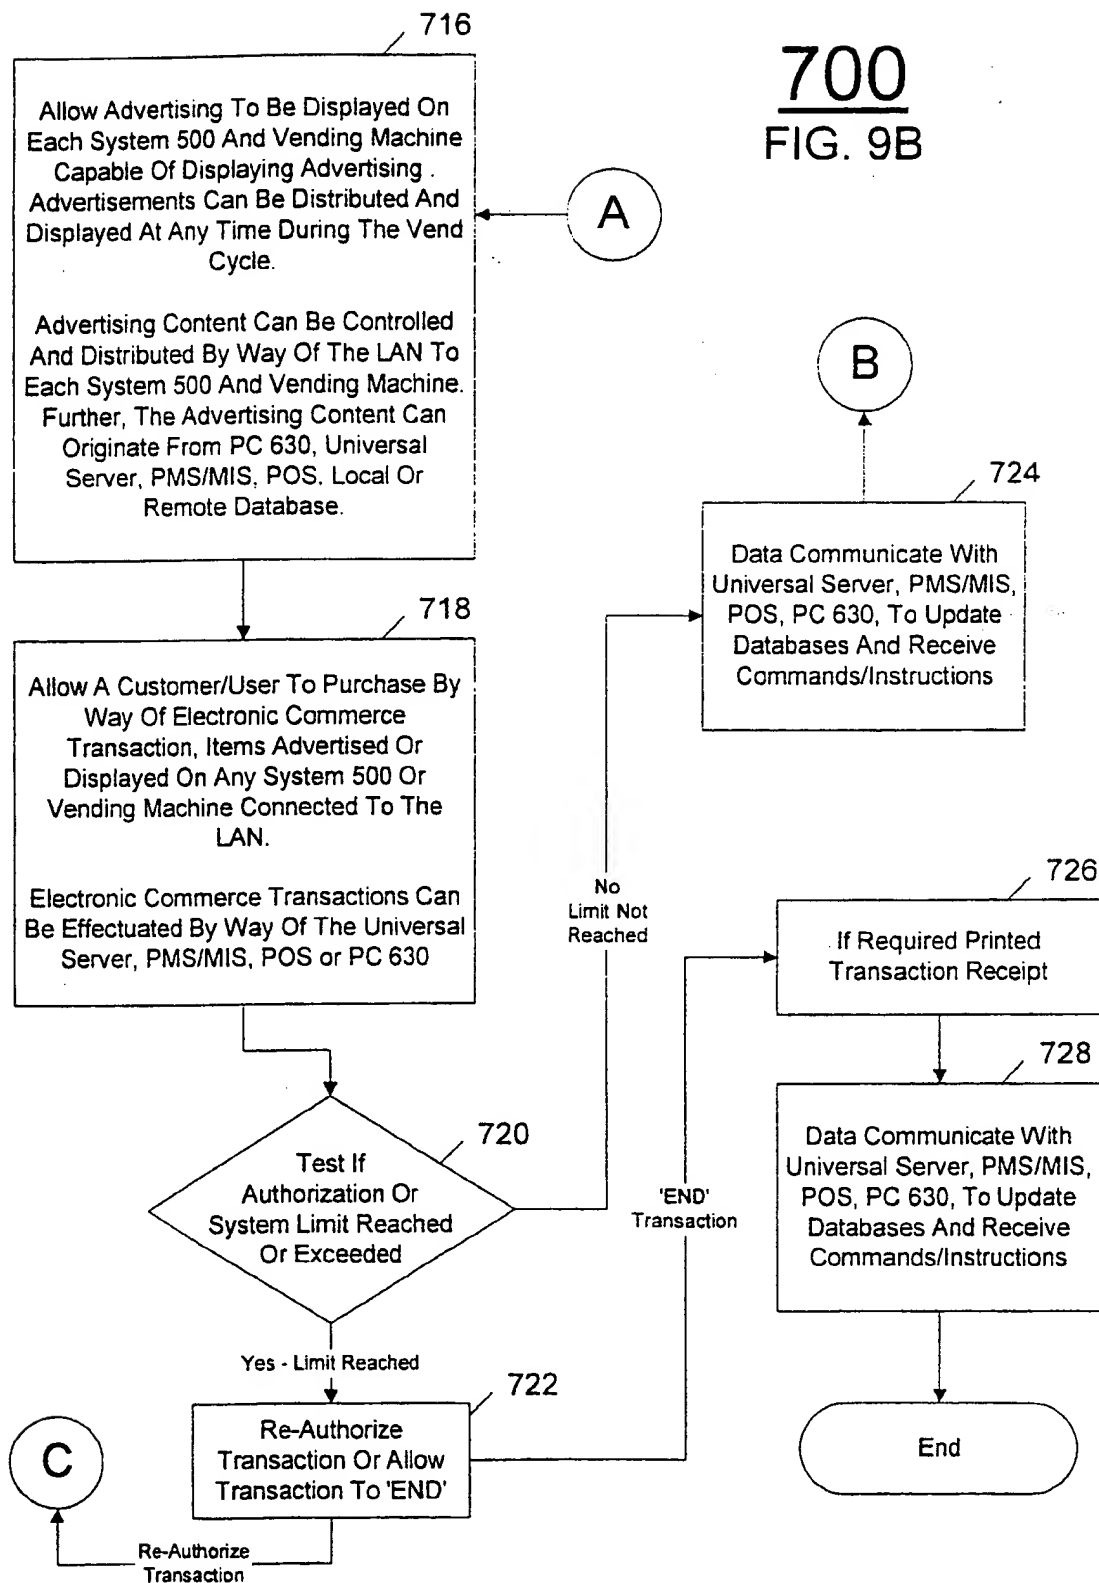 700
FIG. 9B
716
Allow Advertising To Be Displayed On
Each System 500 And Vending Machine
Capable Of Displaying Advertising .
Advertisements Can Be Distributed And
Displayed At Any Time During The Vend
Cycle.
Advertising Content Can Be Controlled
And Distributed By Way Of The LAN To
Each System 500 And Vending Machine.
Further, The Advertising Content Can
Originate From PC 630, Universal
Server, PMS/MIS, POS, Local Or
Remote Database.
A
B
718
Allow A Customer/User To Purchase By
Way Of Electronic Commerce
Transaction, Items Advertised Or
Displayed On Any System 500 Or
Vending Machine Connected To The
LAN.
Electronic Commerce Transactions Can
Be Effectuated By Way Of The Universal
Server, PMS/MIS, POS or PC 630
720
Test If
Authorization Or
System Limit Reached
Or Exceeded
No
Limit Not
Reached
724
Data Communicate With
Universal Server, PMS/MIS,
POS, PC 630, To Update
Databases And Receive
Commands/Instructions
Yes - Limit Reached
722
Re-Authorize
Transaction Or Allow
Transaction To 'END'
C
Re-Authorize
Transaction
'END'
Transaction
726
If Required Printed
Transaction Receipt
728
Data Communicate With
Universal Server, PMS/MIS,
POS, PC 630, To Update
Databases And Receive
Commands/Instructions
End